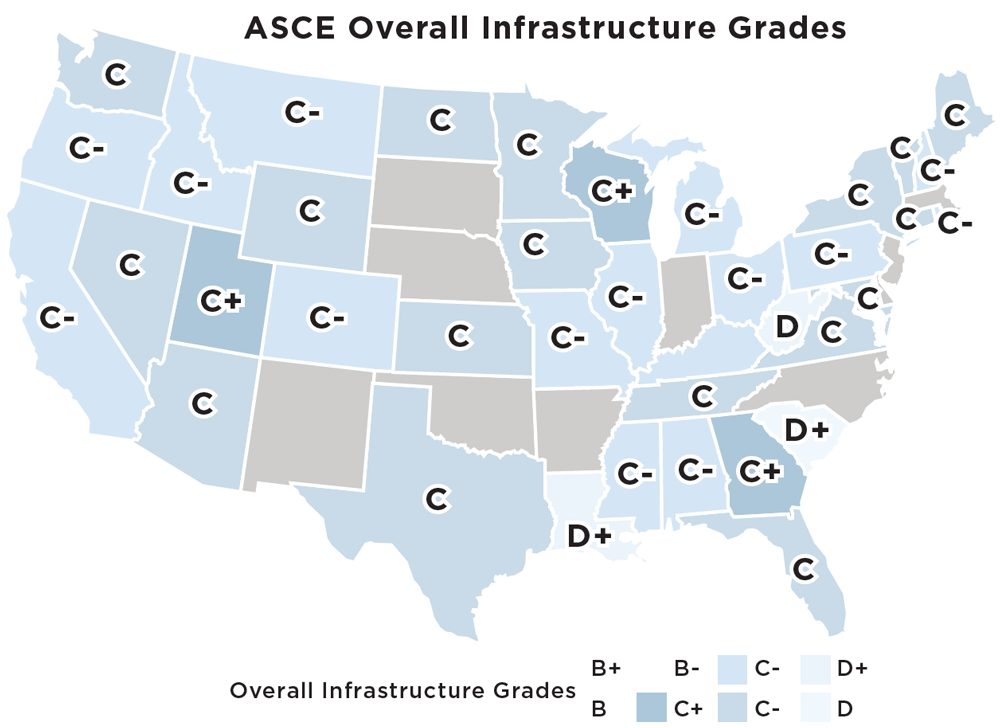 ASCE Overall Infrastructure Grades
C
C- C C C
C- C
C- C+ C C-
C C-
C C C C-
C C-
C-
C+ C- C
C- C- C- D C
C C-
C C
D+
C- C- C+
C
D+
C
Overall Infrastructure Grades
B+ B- C- D+
B C+ C- D